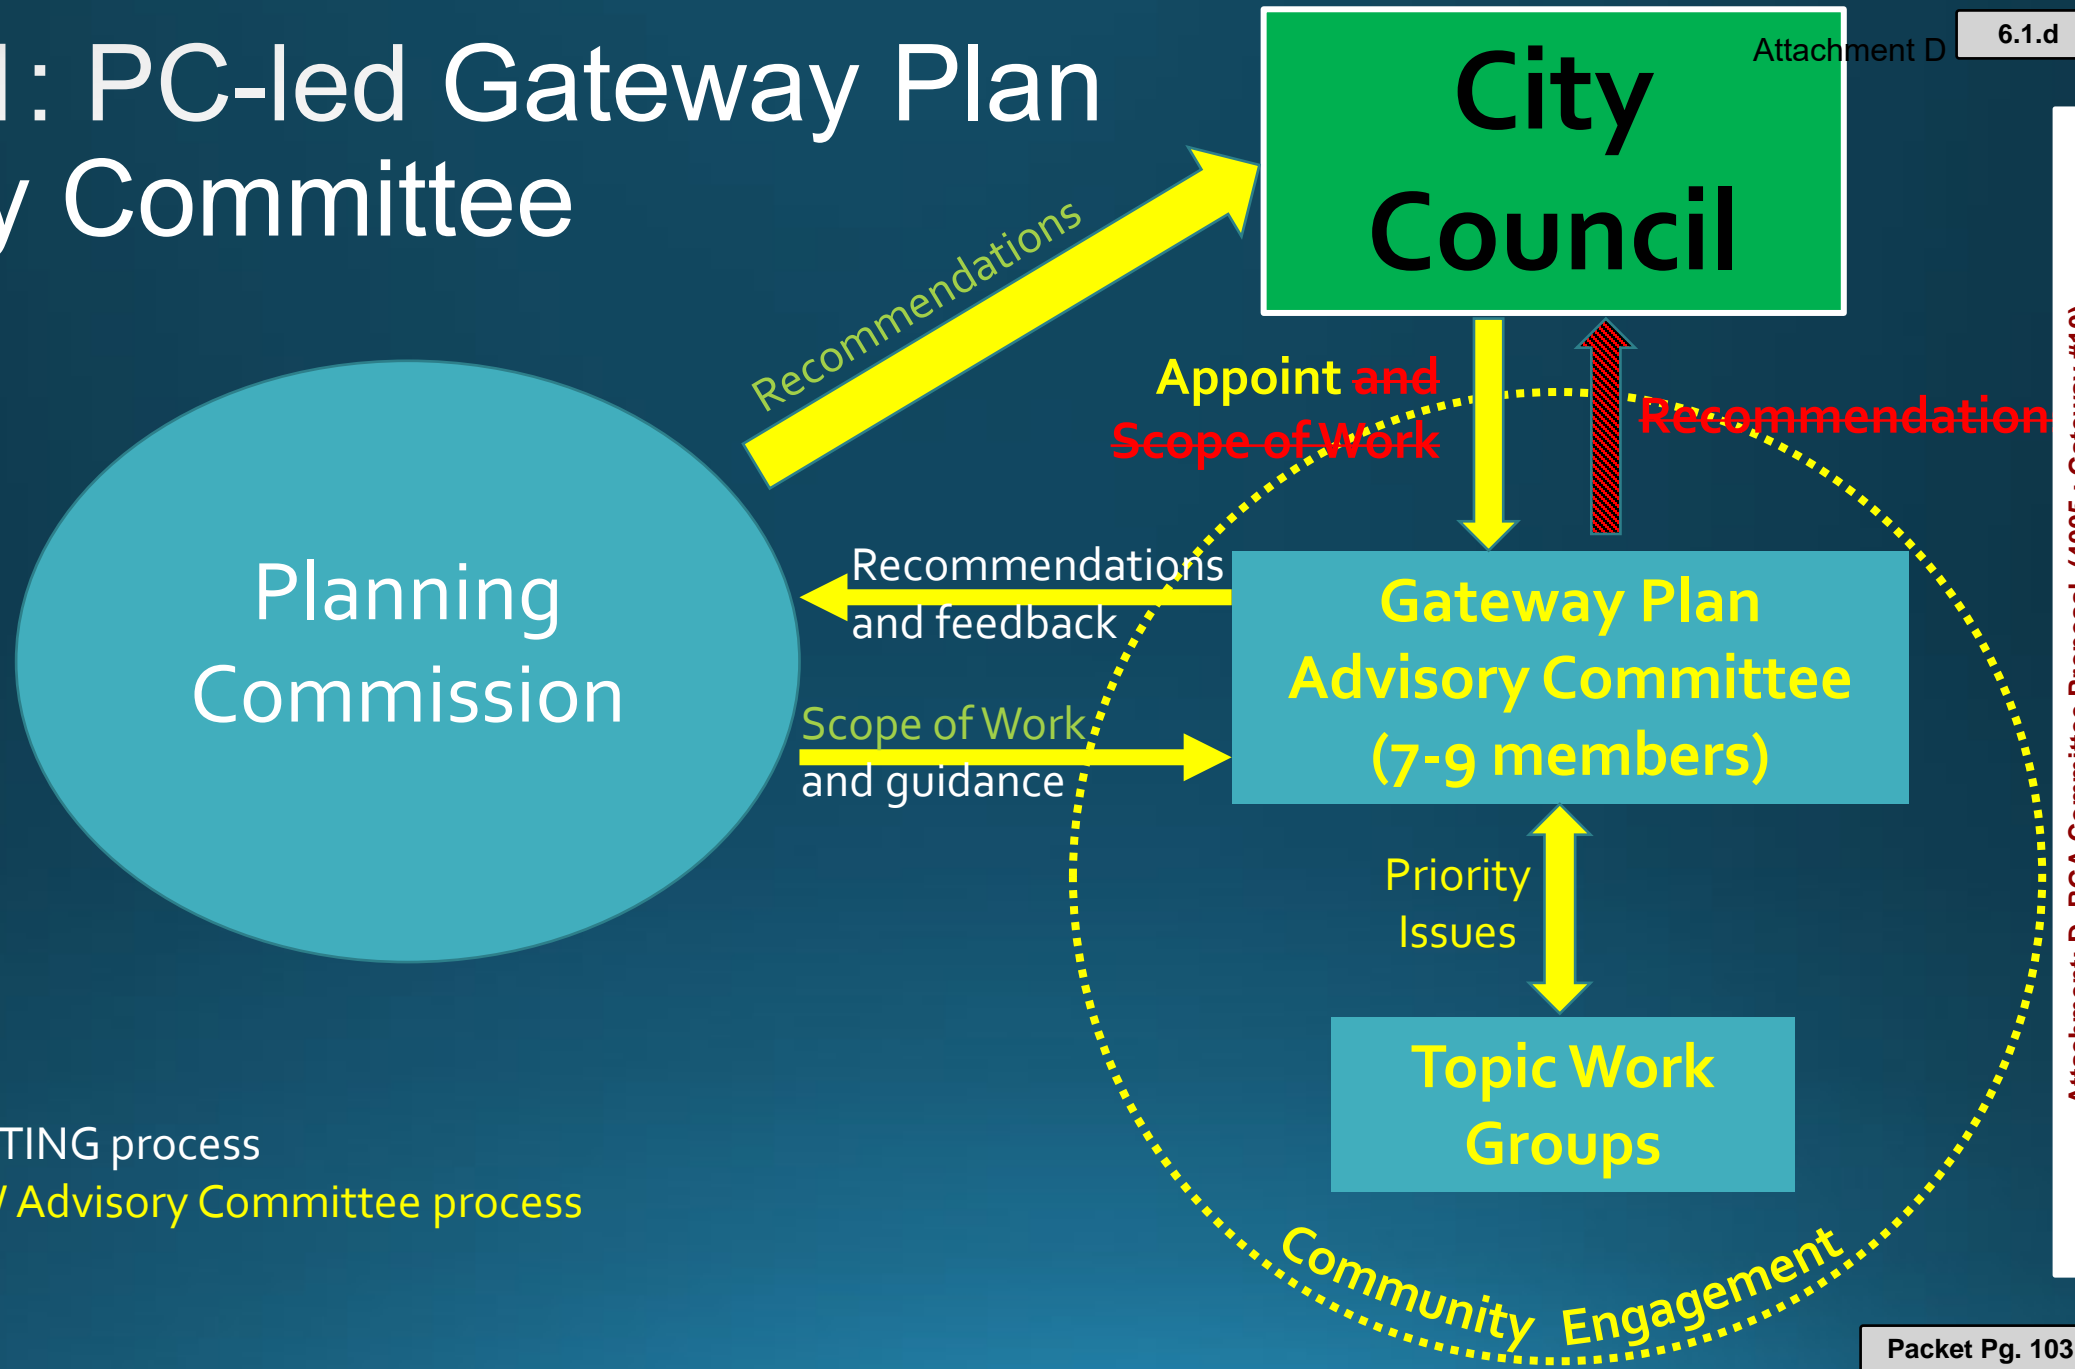 1: PC-led Gateway Plan
y Committee
City
Council
Attachment D
6.1.d
Recommendations
Appoint and
Scope of Work
Recommendation
Planning
Commission
Recommendations
and feedback
Scope of Work
and guidance
Gateway Plan
Advisory Committee
(7-9 members)
Priority
Issues
Topic Work
Groups
Community Engagement
TING process
Advisory Committee process
Packet Pg. 103